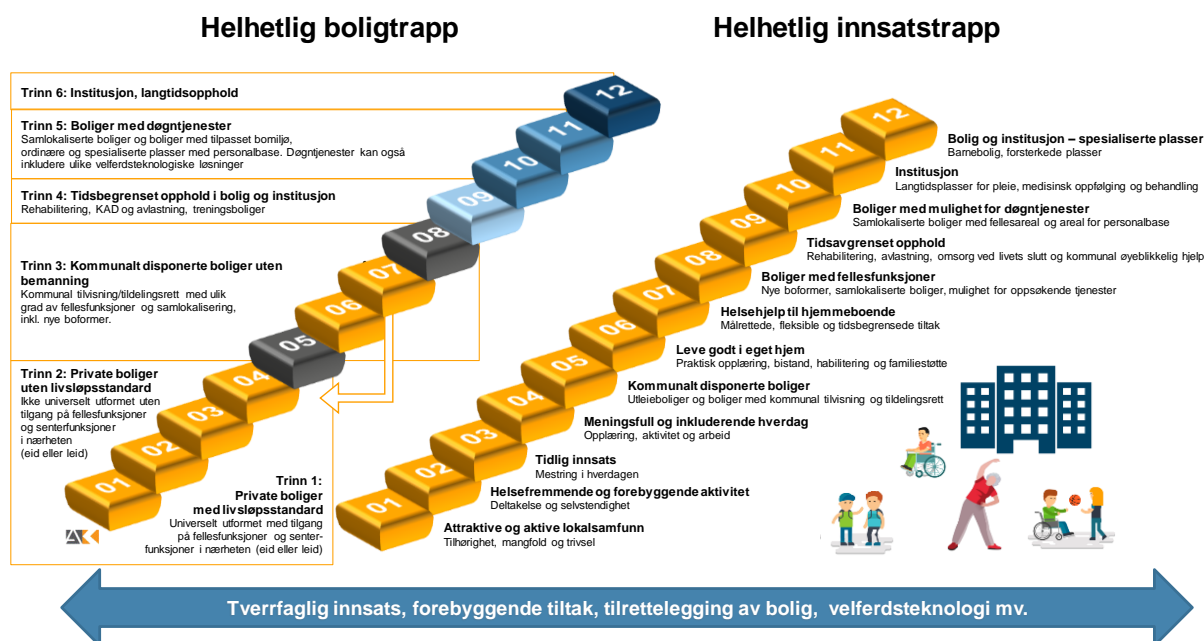 Helhetlig boligtrapp
Helhetlig innsatstrapp
Trinn 6: Institusjon, langtidsopphold
Trinn 5: Boliger med døgntjenester
Samlokaliserte boliger og boliger med tilpasset bomiljø,
ordinære og spesialiserte plasser med personalbase. Døgntjenester kan også
inkludere ulike velferdsteknologiske løsninger
Trinn 4: Tidsbegrenset opphold i bolig og institusjon
Rehabilitering, KAD og avlastning, treningsboliger
Trinn 3: Kommunalt disponerte boliger uten
bemanning
Kommunal tilvisning/tildelingsrett med ulik
grad av fellesfunksjoner og samlokalisering,
inkl. nye boformer.
Trinn 2: Private boliger
uten livsløpsstandard
Ikke universelt utformet uten
tilgang på fellesfunksjoner
og senterfunksjoner
i nærheten
(eid eller leid)
Trinn 1:
Private boliger
med livsløpsstandard
Universelt utformet med tilgang
på fellesfunksjoner og senter-
funksjoner i nærheten (eid eller leid)
12
11
10
09
08
07
06
05
04
03
02
01
12
11
10
09
08
07
06
05
04
03
02
01
Bolig og institusjon – spesialiserte plasser
Barnebolig, forsterkede plasser
Institusjon
Langtidsplasser for pleie, medisinsk oppfølging og behandling
Boliger med mulighet for døgntjenester
Samlokaliserte boliger med fellesareal og areal for personalbase
Tidsavgrenset opphold
Rehabilitering, avlastning, omsorg ved livets slutt og kommunal øyeblikkelig hjelp
Boliger med fellesfunksjoner
Nye boformer, samlokaliserte boliger, mulighet for oppsøkende tjenester
Helsehjelp til hjemmeboende
Målrettede, fleksible og tidsbegrensede tiltak
Leve godt i eget hjem
Praktisk opplæring, bistand, habilitering og familiestøtte
Kommunalt disponerte boliger
Utleieboliger og boliger med kommunal tilvisning og tildelingsrett
Meningsfull og inkluderende hverdag
Opplæring, aktivitet og arbeid
Tidlig innsats
Mestring i hverdagen
Helsefremmende og forebyggende aktivitet
Deltakelse og selvstendighet
Attraktive og aktive lokalsamfunn
Tilhørighet, mangfold og trivsel
Tverrfaglig innsats, forebyggende tiltak, tilrettelegging av bolig, velferdsteknologi mv.